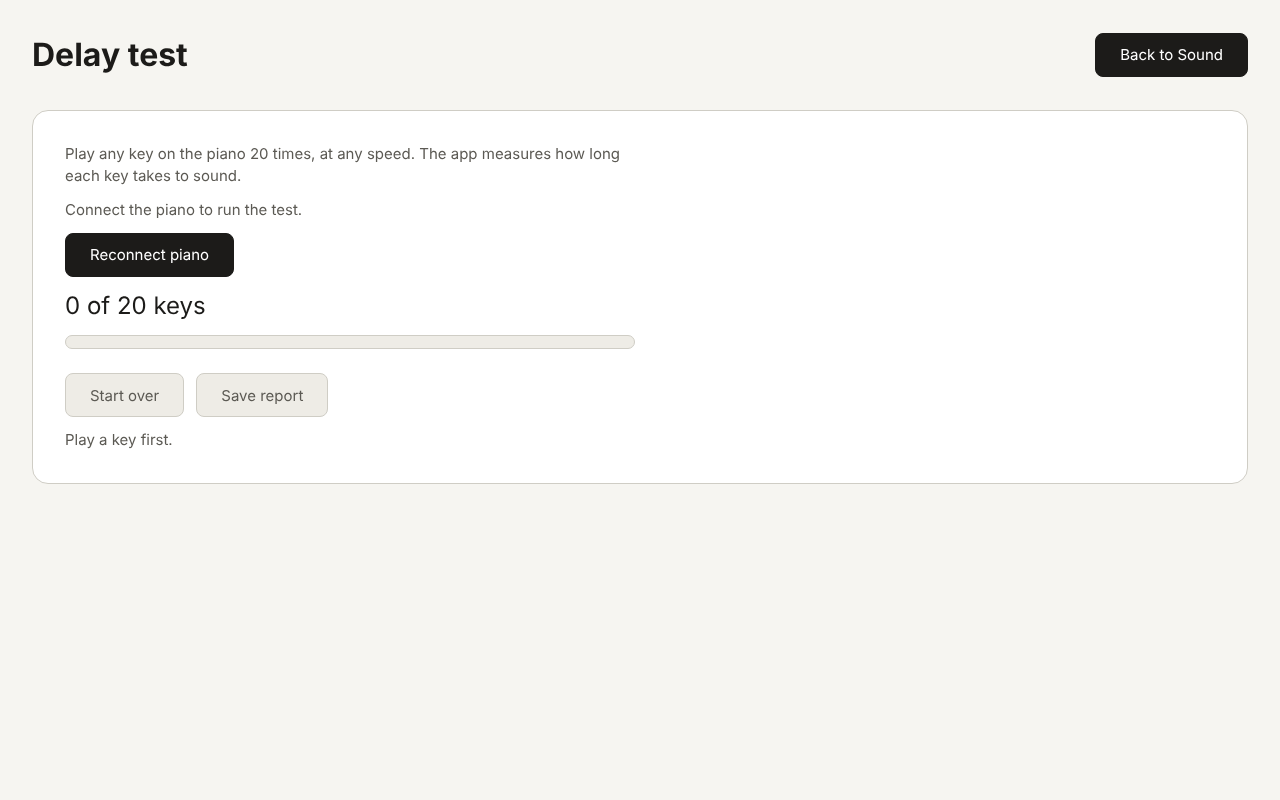 Delay test
Back to Sound
Play any key on the piano 20 times, at any speed. The app measures how long
each key takes to sound.
Connect the piano to run the test.
Reconnect piano
0 of 20 keys
Start over
Save report
Play a key first.